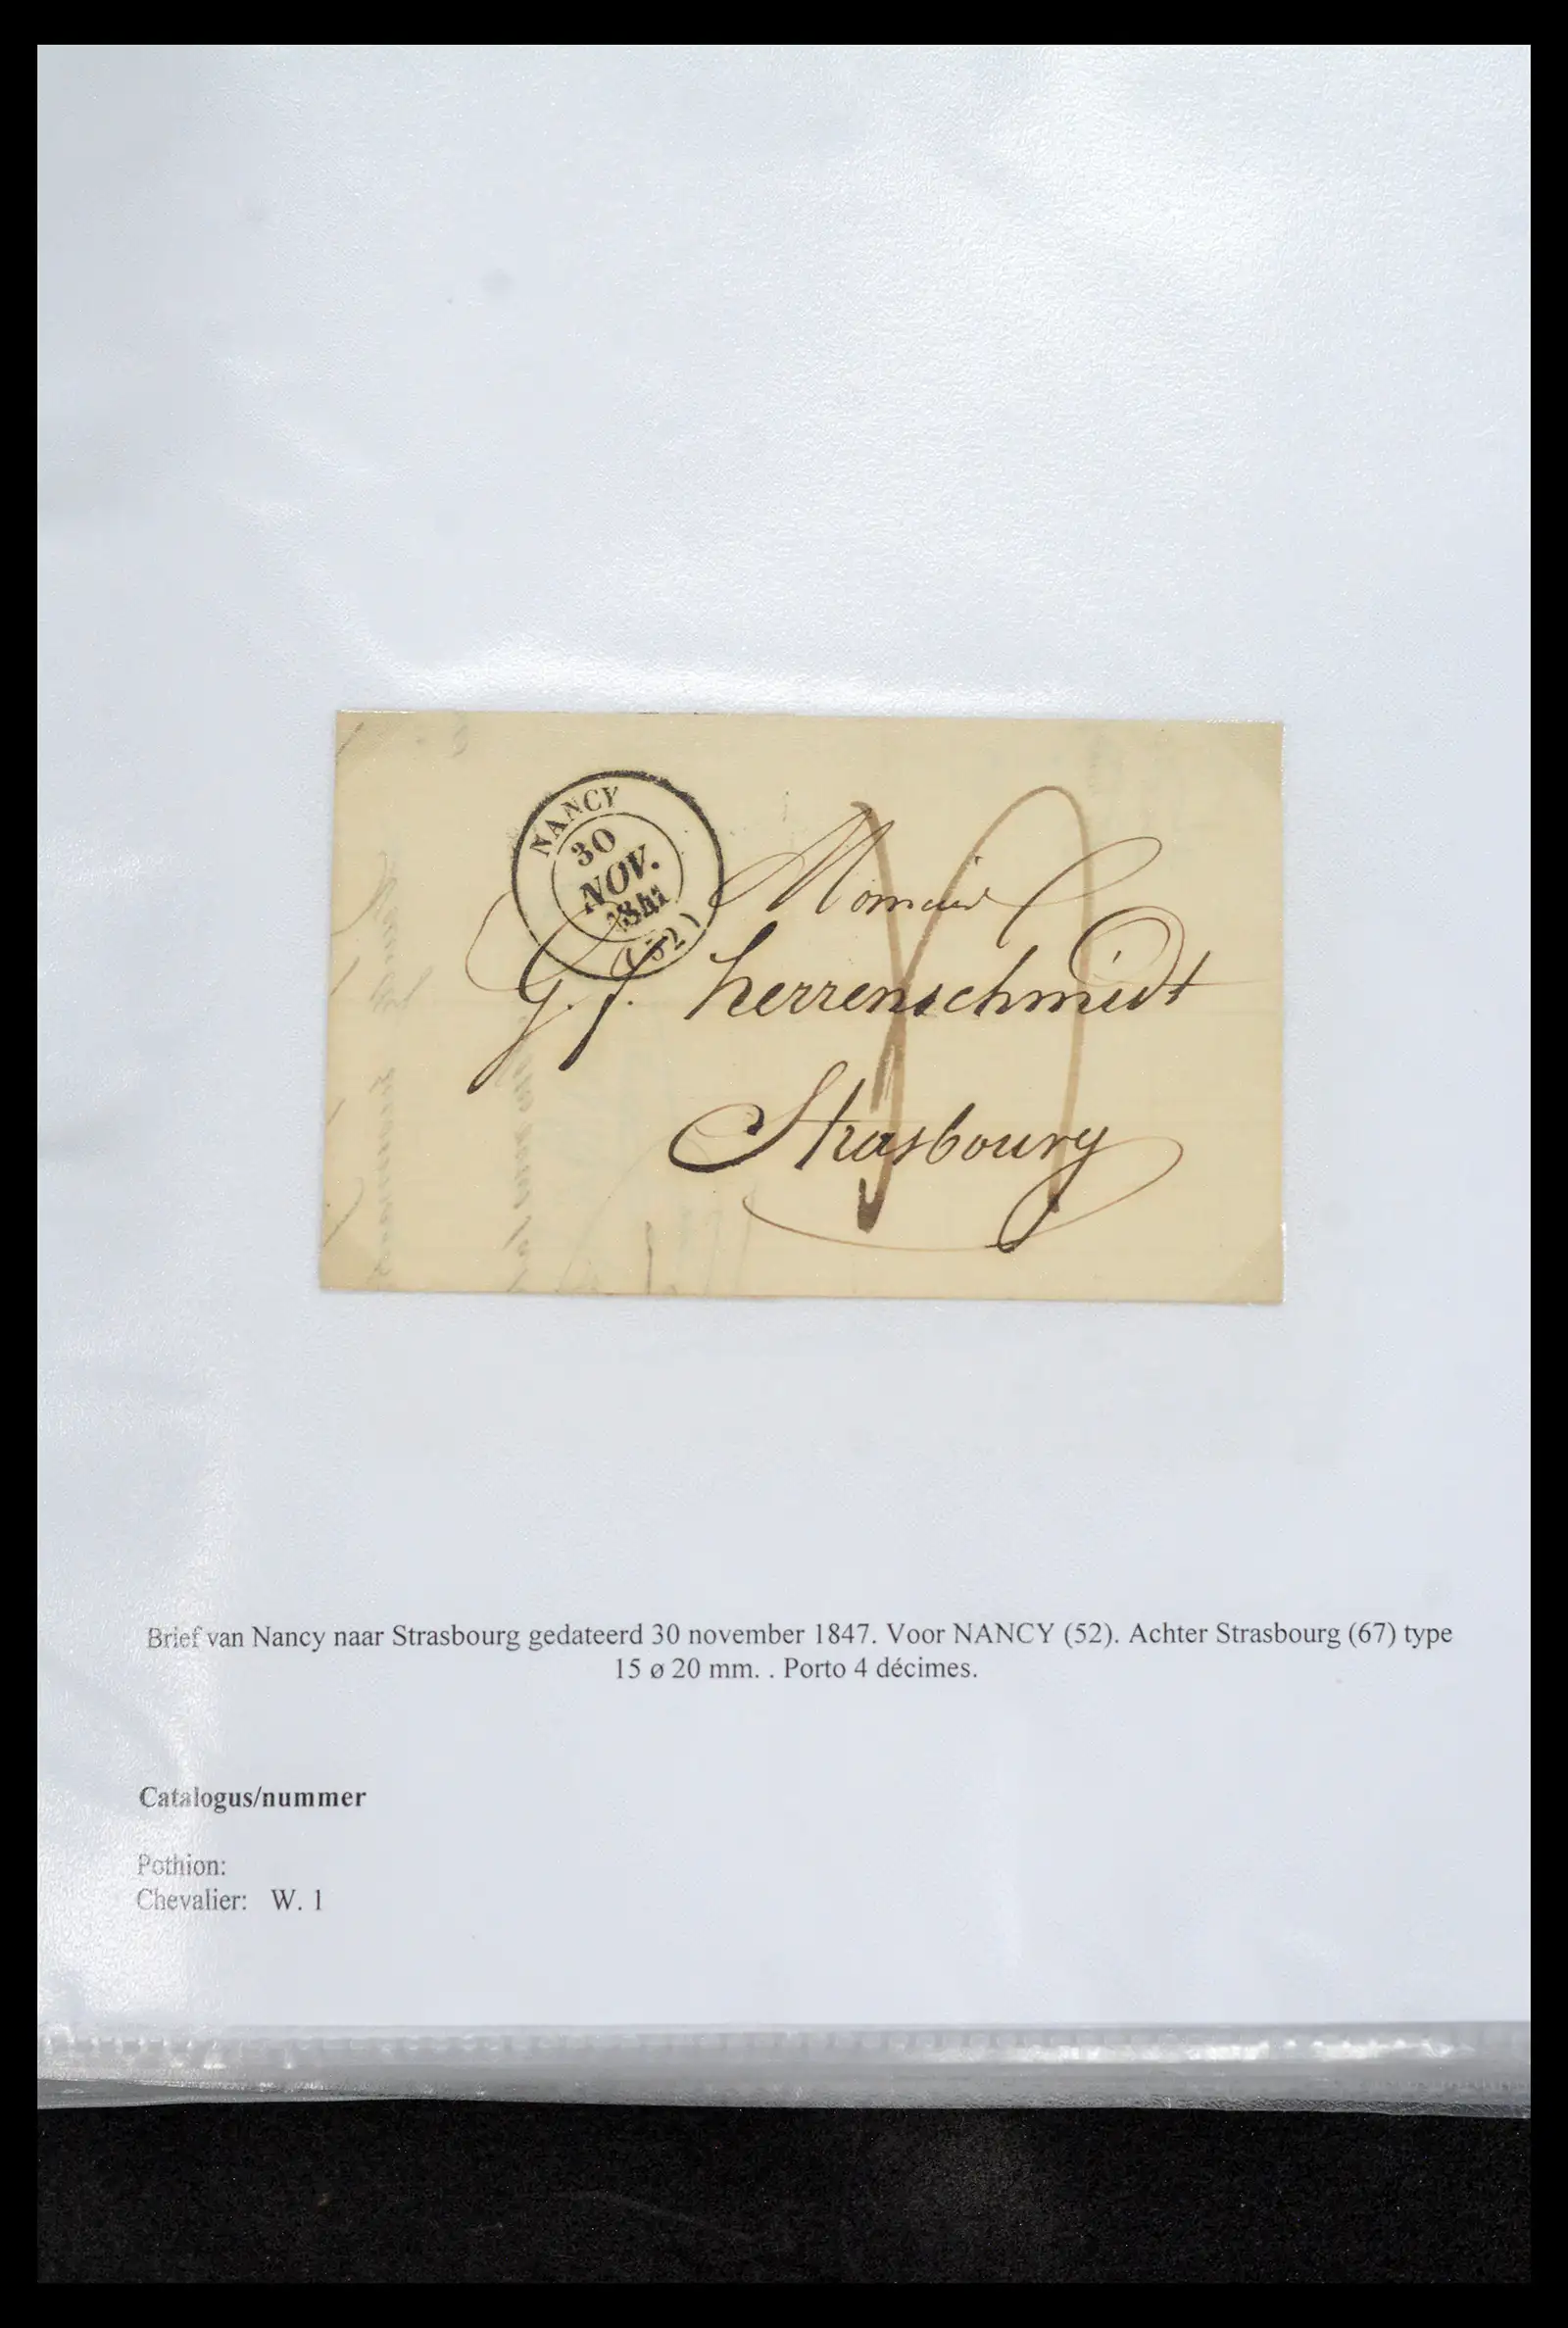 NANCY
30
NOV.
(52)
Monsieur
G. f. herrenschmidt
Strasbourg
Brief van Nancy naar Strasbourg gedateerd 30 november 1847. Voor NANCY (52). Achter Strasbourg (67) type
15 ø 20 mm. . Porto 4 décimes.
Catalogus/nummer
Pothion:
Chevalier: W. 1